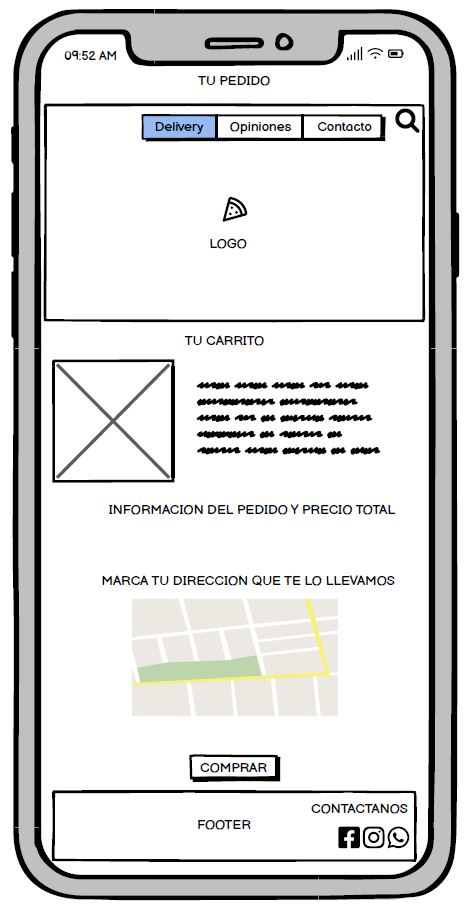 09:52 AM
TU PEDIDO
Delivery Opiniones Contacto
LOGO
TU CARRITO
INFORMACION DEL PEDIDO Y PRECIO TOTAL
MARCA TU DIRECCION QUE TE LO LLEVAMOS
COMPRAR
CONTACTANOS
FOOTER